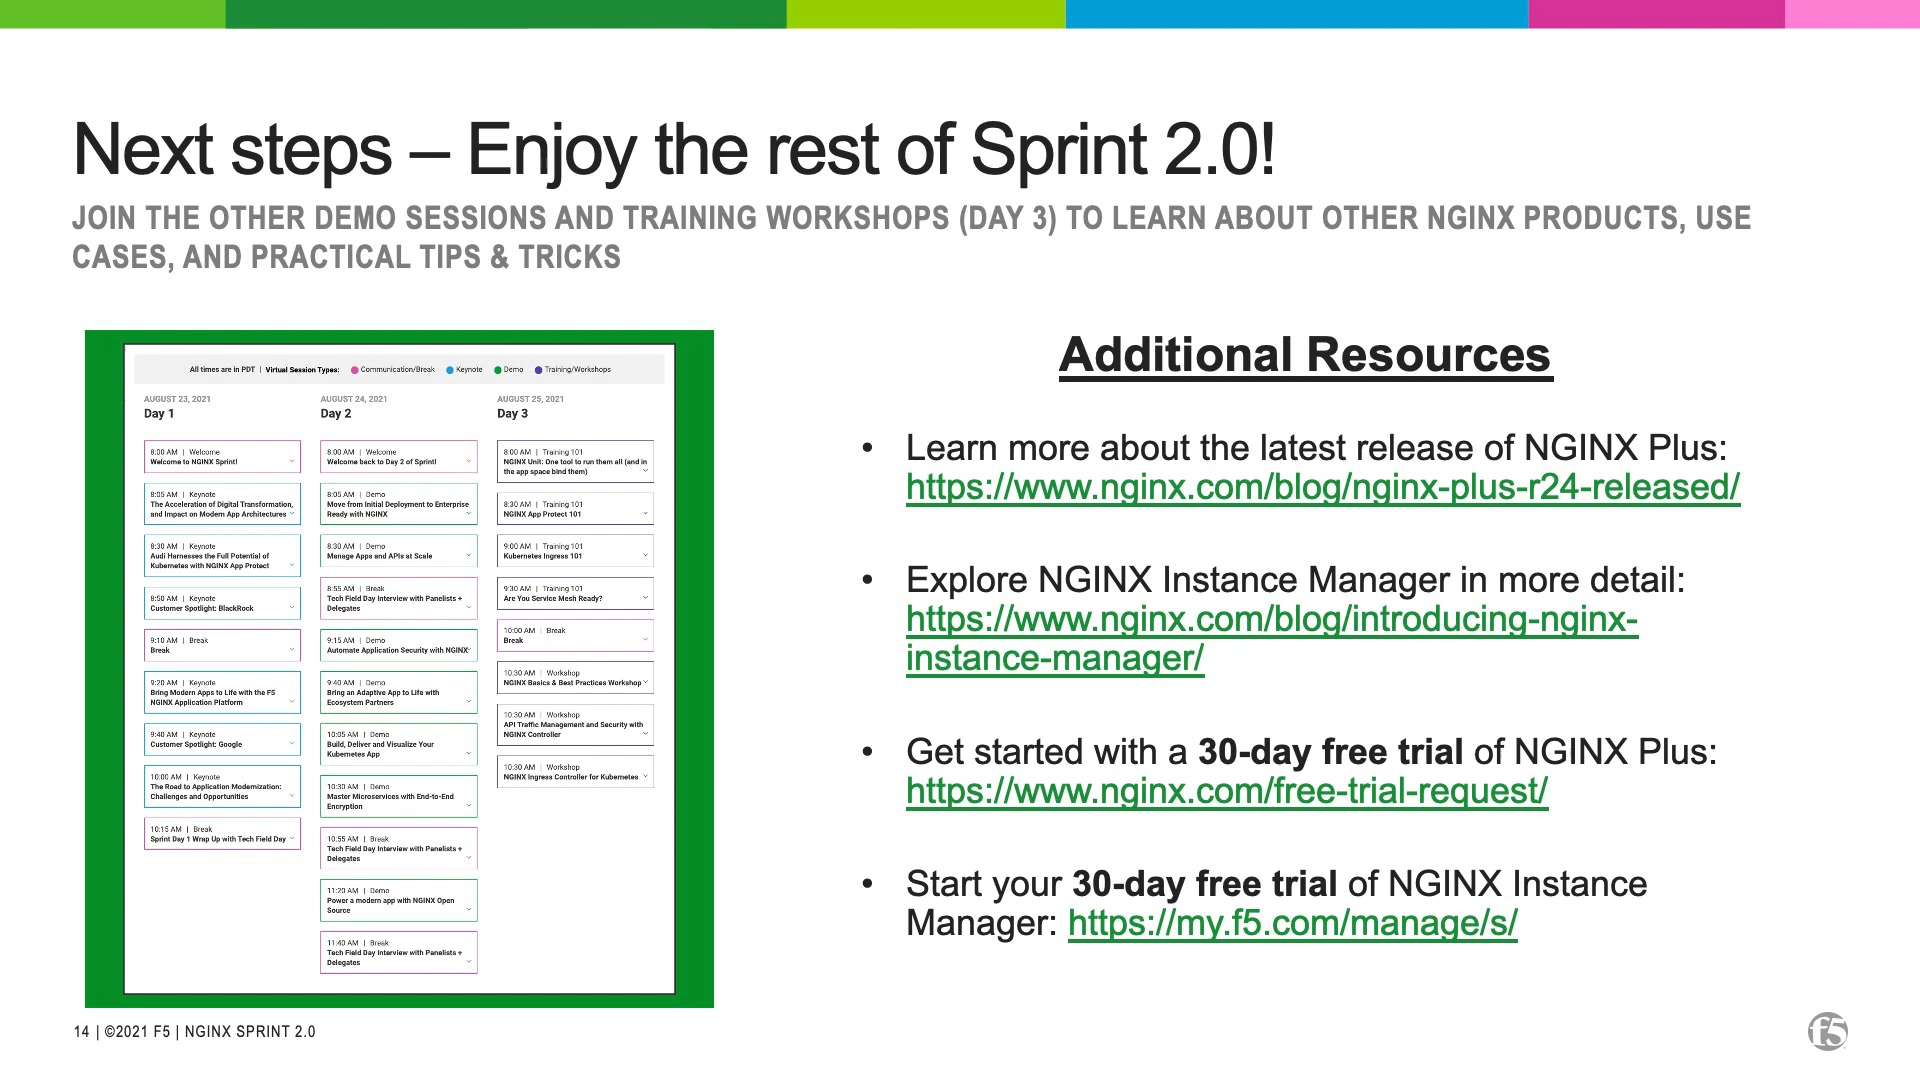 Next steps – Enjoy the rest of Sprint 2.0!
JOIN THE OTHER DEMO SESSIONS AND TRAINING WORKSHOPS (DAY 3) TO LEARN ABOUT OTHER NGINX PRODUCTS, USE
CASES, AND PRACTICAL TIPS & TRICKS
All times are in PDT | Virtual Session Types: Communication/Break Keynote Demo Training/Workshops
AUGUST 23, 2021
Day 1
8:00 AM | Welcome
Welcome to NGINX Sprint!
8:05 AM | Keynote
The Acceleration of Digital Transformation,
and Impact on Modern App Architectures
8:30 AM | Keynote
Audi Harnesses the Full Potential of
Kubernetes with NGINX App Protect
8:50 AM | Keynote
Customer Spotlight: BlackRock
9:10 AM | Break
Break
9:20 AM | Keynote
Bring Modern Apps to Life with the F5
NGINX Application Platform
9:40 AM | Keynote
Customer Spotlight: Google
10:00 AM | Keynote
The Road to Application Modernization:
Challenges and Opportunities
10:15 AM | Break
Sprint Day 1 Wrap Up with Tech Field Day
AUGUST 24, 2021
Day 2
8:00 AM | Welcome
Welcome back to Day 2 of Sprint!
8:05 AM | Demo
Move from Initial Deployment to Enterprise
Ready with NGINX
8:30 AM | Demo
Manage Apps and APIs at Scale
8:55 AM | Break
Tech Field Day Interview with Panelists +
Delegates
9:15 AM | Demo
Automate Application Security with NGINX
9:40 AM | Demo
Bring an Adaptive App to Life with
Ecosystem Partners
10:05 AM | Demo
Build, Deliver and Visualize Your
Kubernetes App
10:30 AM | Demo
Master Microservices with End-to-End
Encryption
10:55 AM | Break
Tech Field Day Interview with Panelists +
Delegates
11:20 AM | Demo
Power a modern app with NGINX Open
Source
11:40 AM | Break
Tech Field Day Interview with Panelists +
Delegates
AUGUST 25, 2021
Day 3
8:00 AM | Training 101
NGINX Unit: One tool to run them all (and in
the app space bind them)
8:30 AM | Training 101
NGINX App Protect 101
9:00 AM | Training 101
Kubernetes Ingress 101
9:30 AM | Training 101
Are You Service Mesh Ready?
10:00 AM | Break
Break
10:30 AM | Workshop
NGINX Basics & Best Practices Workshop
10:30 AM | Workshop
API Traffic Management and Security with
NGINX Controller
10:30 AM | Workshop
NGINX Ingress Controller for Kubernetes
Additional Resources
• Learn more about the latest release of NGINX Plus:
https://www.nginx.com/blog/nginx-plus-r24-released/
• Explore NGINX Instance Manager in more detail:
https://www.nginx.com/blog/introducing-nginx-
instance-manager/
• Get started with a 30-day free trial of NGINX Plus:
https://www.nginx.com/free-trial-request/
• Start your 30-day free trial of NGINX Instance
Manager: https://my.f5.com/manage/s/
14 | ©2021 F5 | NGINX SPRINT 2.0
f5